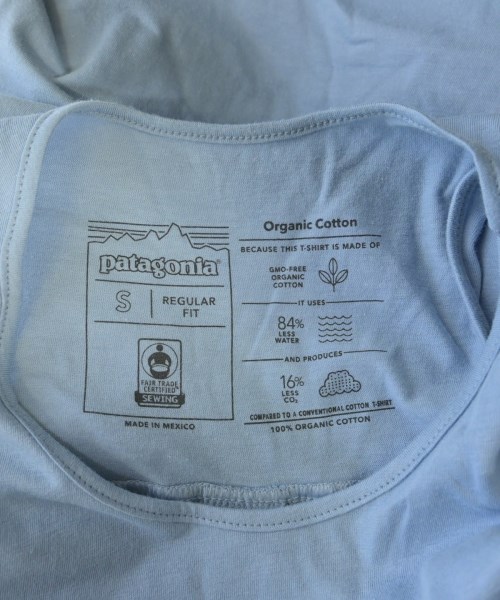 patagonia®
S
REGULAR
FIT
FAIR TRADE
CERTIFIED™
SEWING
MADE IN MEXICO
Organic Cotton
BECAUSE THIS T-SHIRT IS MADE OF
GMO-FREE
ORGANIC
COTTON
IT USES
84%
LESS
WATER
AND PRODUCES
16%
LESS
CO₂
COMPARED TO A CONVENTIONAL COTTON T-SHIRT
100% ORGANIC COTTON